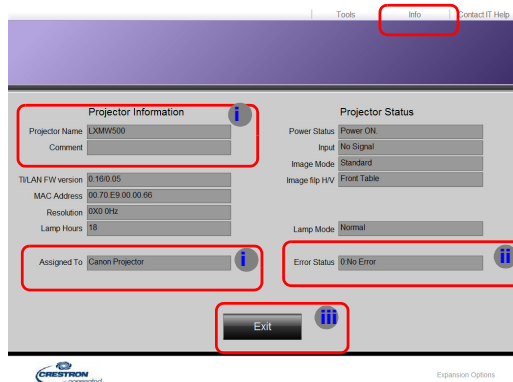 Tools Info Contact IT Help
Projector Information
Projector Name LXMW500
Comment
TI/LAN FW version 0.16/0.05
MAC Address 00.70.E9.00.00.66
Resolution 0X0 0Hz
Lamp Hours 18
Assigned To Canon Projector
i
i
Projector Status
Power Status Power ON.
Input No Signal
Image Mode Standard
Image filp H/V Front Table
Lamp Mode Normal
Error Status 0:No Error
ii
Exit
iii
CRESTRON
Expansion Options